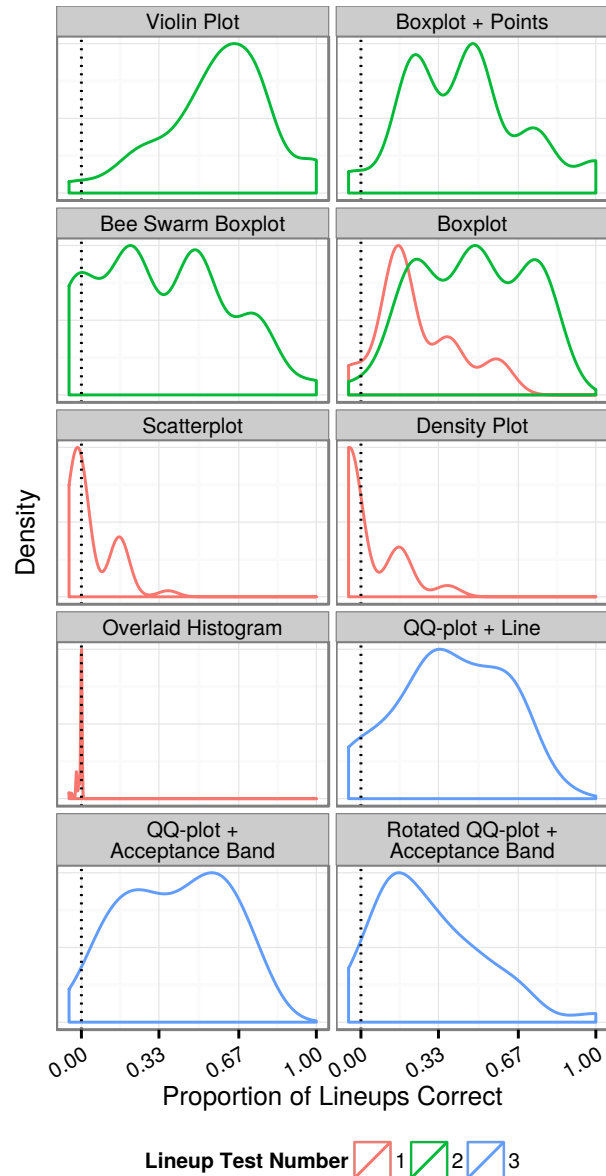 Violin Plot
Boxplot + Points
Bee Swarm Boxplot
Boxplot
Scatterplot
Density Plot
Overlaid Histogram
QQ-plot + Line
QQ-plot +
Acceptance Band
Rotated QQ-plot +
Acceptance Band
Density
0.00
0.33
0.67
1.00
0.00
0.33
0.67
1.00
Proportion of Lineups Correct
Lineup Test Number 1 2 3